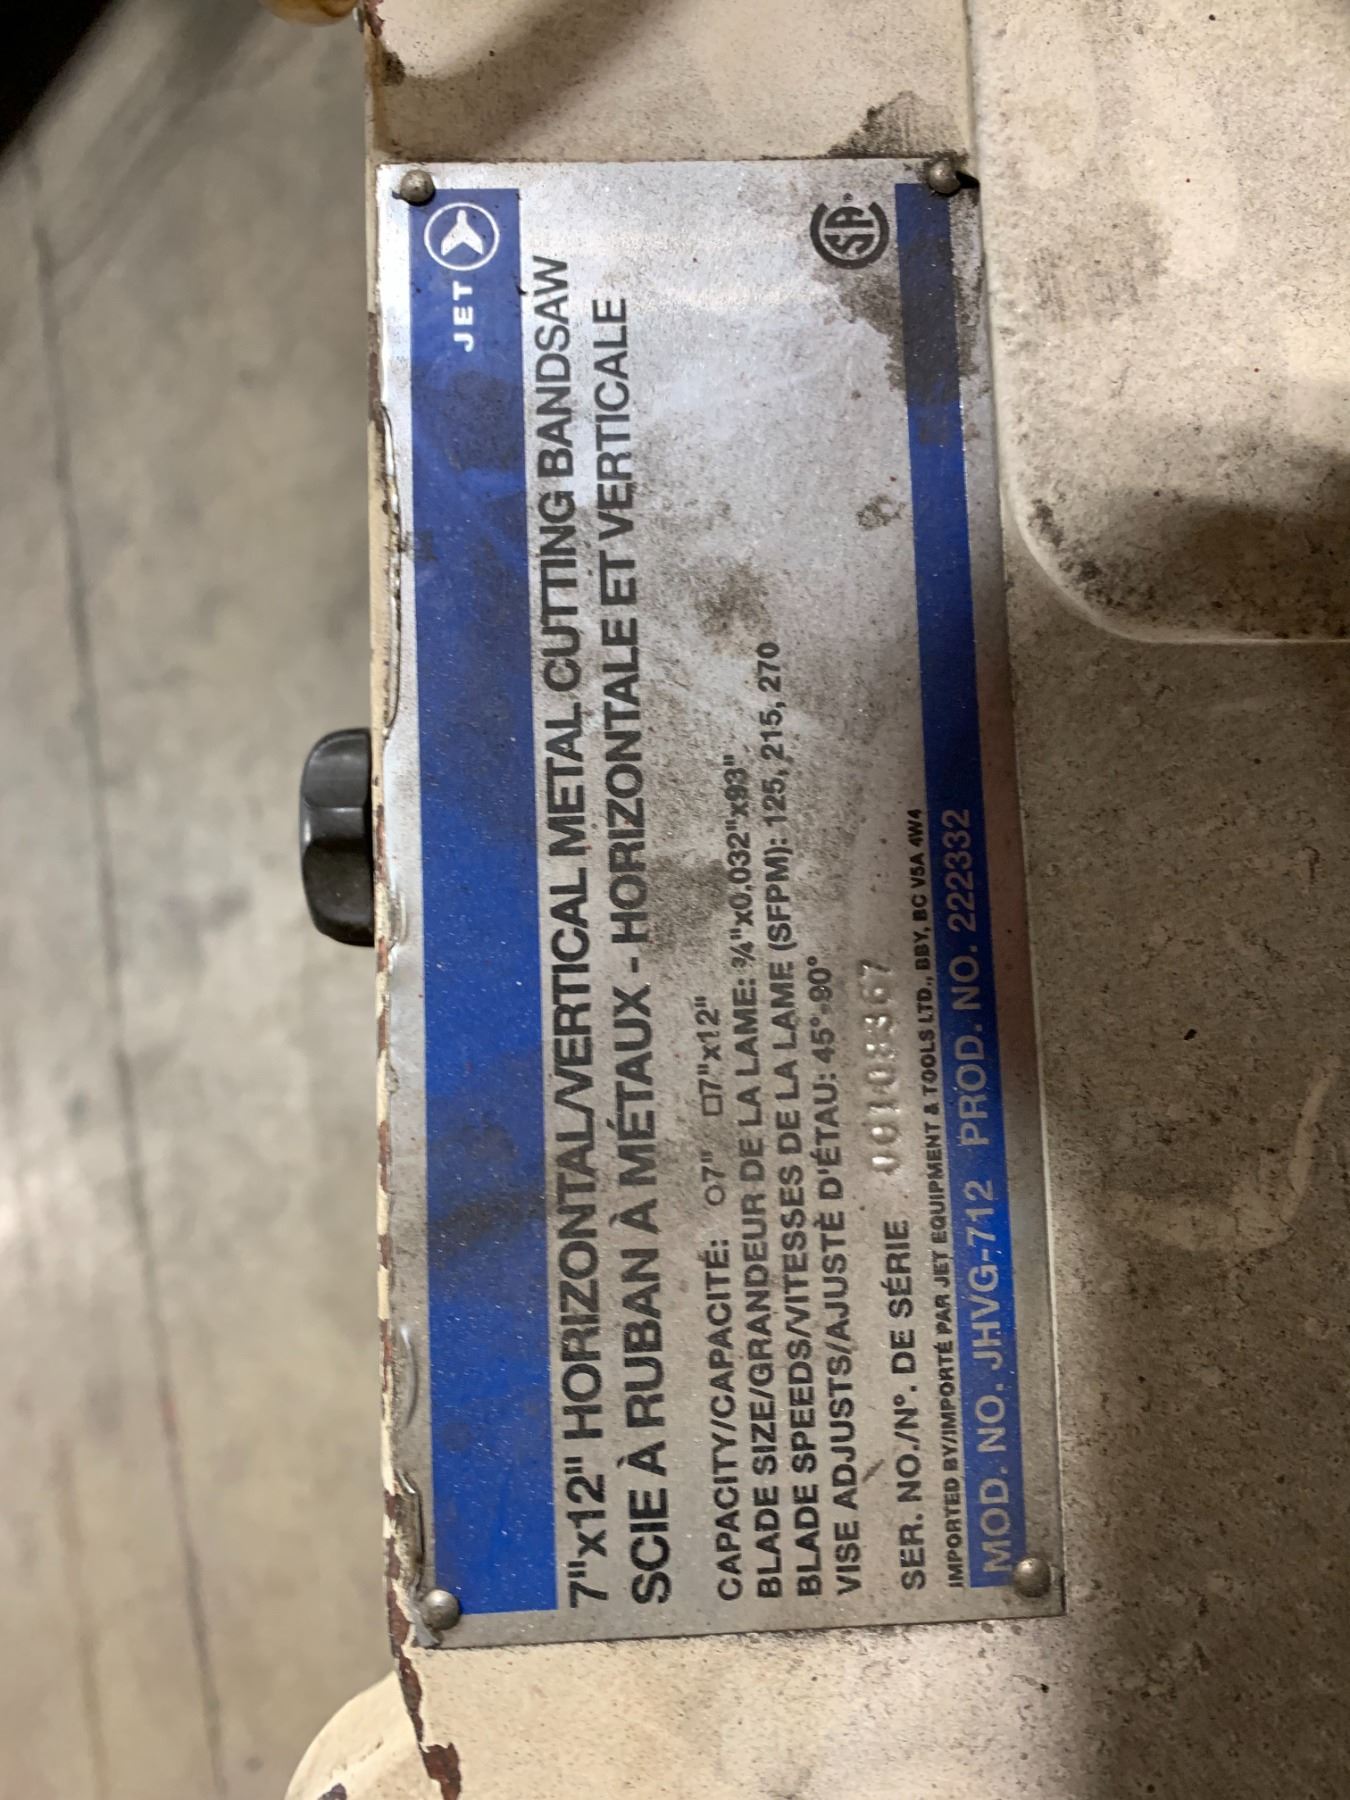 JET
7"x12" HORIZONTAL/VERTICAL METAL CUTTING BANDSAW
SCIE À RUBAN À MÉTAUX - HORIZONTALE ET VERTICALE
CAPACITY/CAPACITÉ: ○7" □7"x12"
BLADE SIZE/GRANDEUR DE LA LAME: ¾"x0.032"x93"
BLADE SPEEDS/VITESSES DE LA LAME (SFPM): 125, 215, 270
VISE ADJUSTS/AJUSTÈ D'ÉTAU: 45°-90°
SER. NO./Nº. DE SÉRIE
IMPORTED BY/IMPORTÉ PAR JET EQUIPMENT & TOOLS LTD., BBY, BC V5A 4W4
MOD. NO. JHVG-712 PROD. NO. 222332
SA